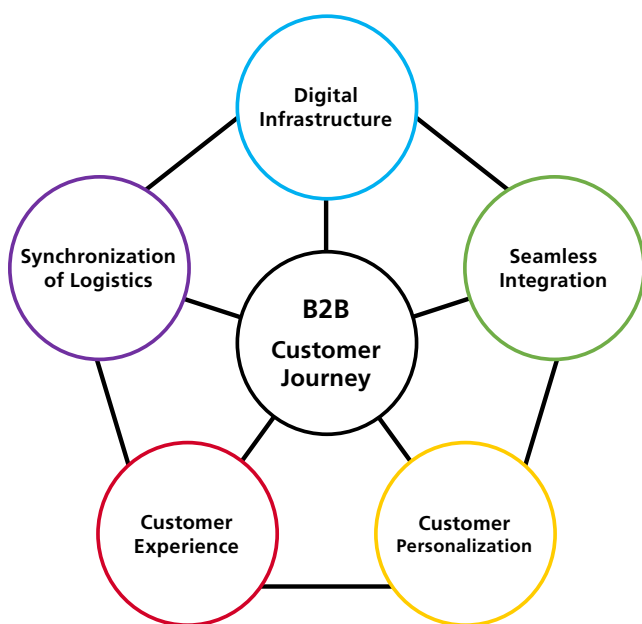 Digital
Infrastructure
Synchronization
of Logistics
Seamless
Integration
B2B
Customer
Journey
Customer
Experience
Customer
Personalization